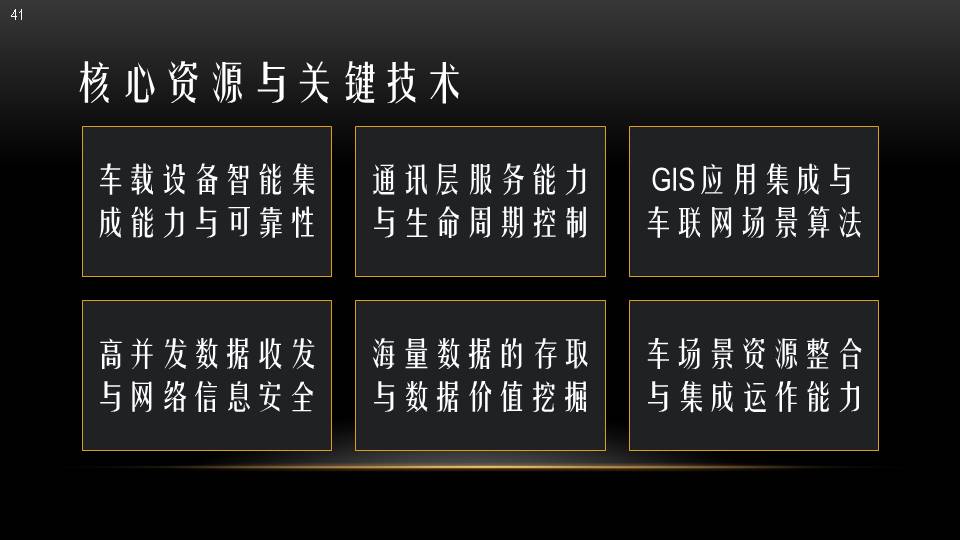 41
核心资源与关键技术
车载设备智能集
成能力与可靠性
通讯层服务能力
与生命周期控制
GIS应用集成与
车联网场景算法
高并发数据收发
与网络信息安全
海量数据的存取
与数据价值挖掘
车场景资源整合
与集成运作能力